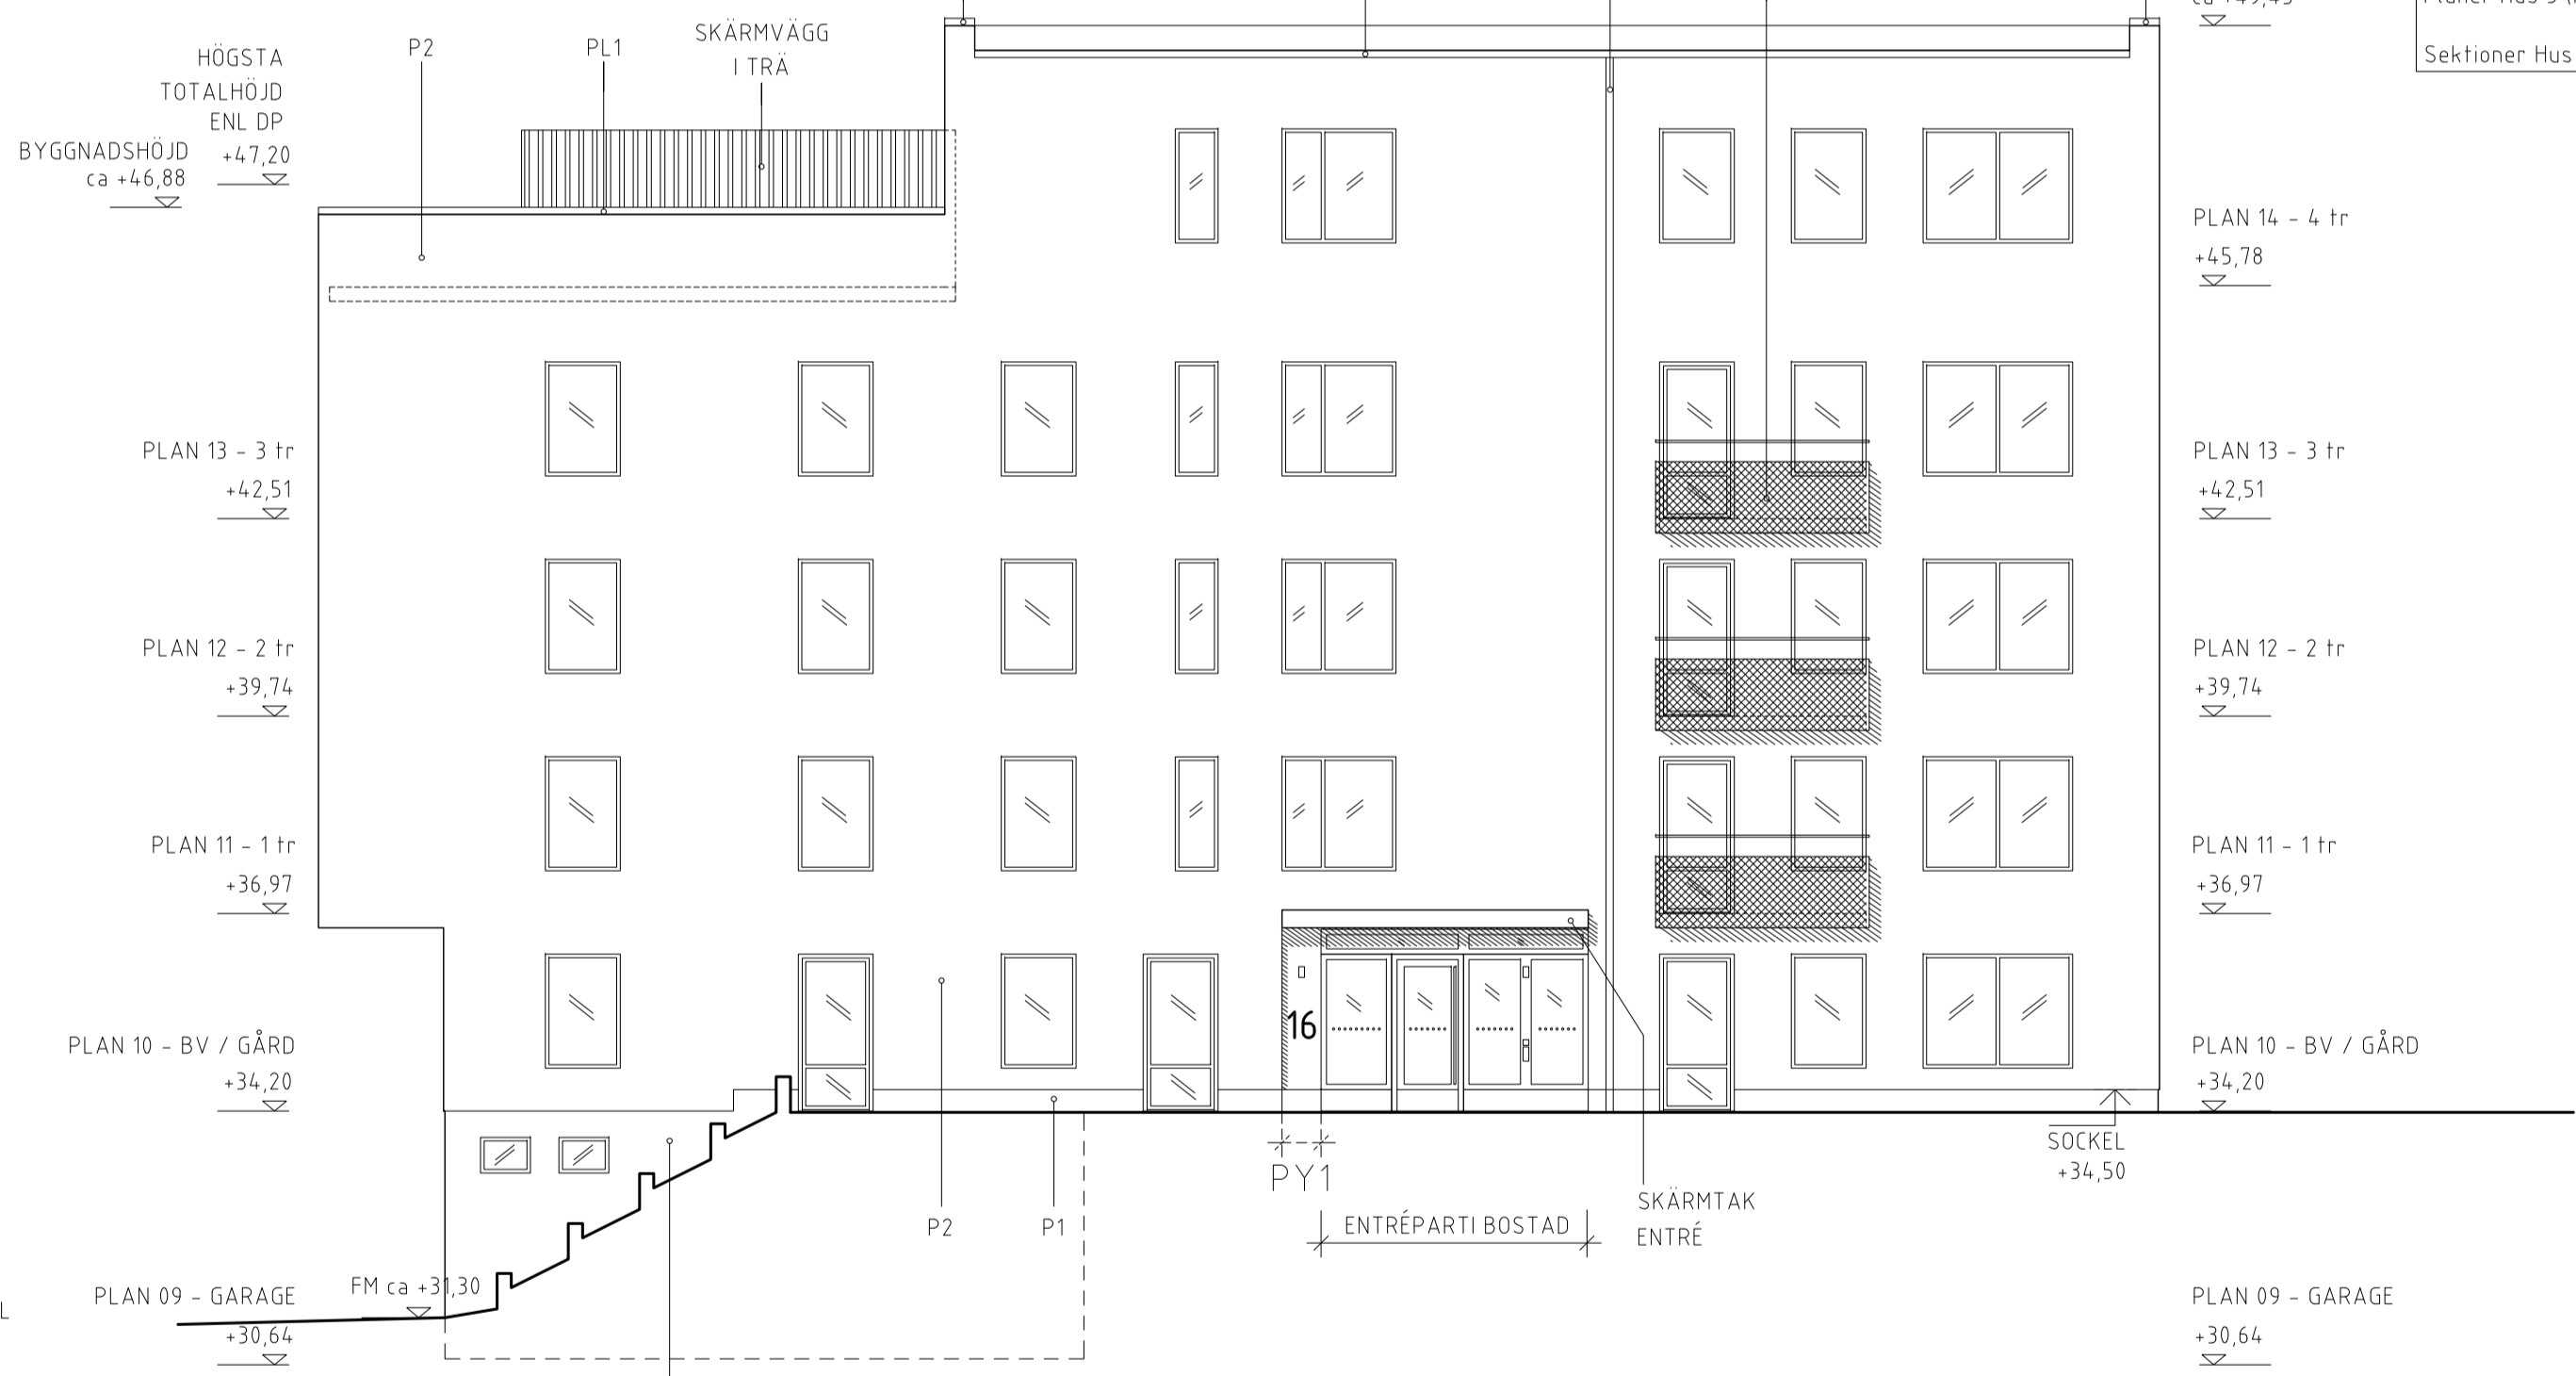 P2
PL1
SKÄRMVÄGG
I TRÄ
HÖGSTA
TOTALHÖJD
ENL DP
+47,20
BYGGNADSHÖJD
ca +46,88
Sektioner Hus
PLAN 14 - 4 tr
+45,78
PLAN 13 - 3 tr
+42,51
PLAN 13 - 3 tr
+42,51
PLAN 12 - 2 tr
+39,74
PLAN 12 - 2 tr
+39,74
PLAN 11 - 1 tr
+36,97
PLAN 11 - 1 tr
+36,97
16
PLAN 10 - BV / GÅRD
+34,20
PLAN 10 - BV / GÅRD
+34,20
SOCKEL
+34,50
PY1
P2
P1
ENTRÉPARTI BOSTAD
SKÄRMTAK
ENTRÉ
L
PLAN 09 - GARAGE
+30,64
FM ca +31,30
PLAN 09 - GARAGE
+30,64